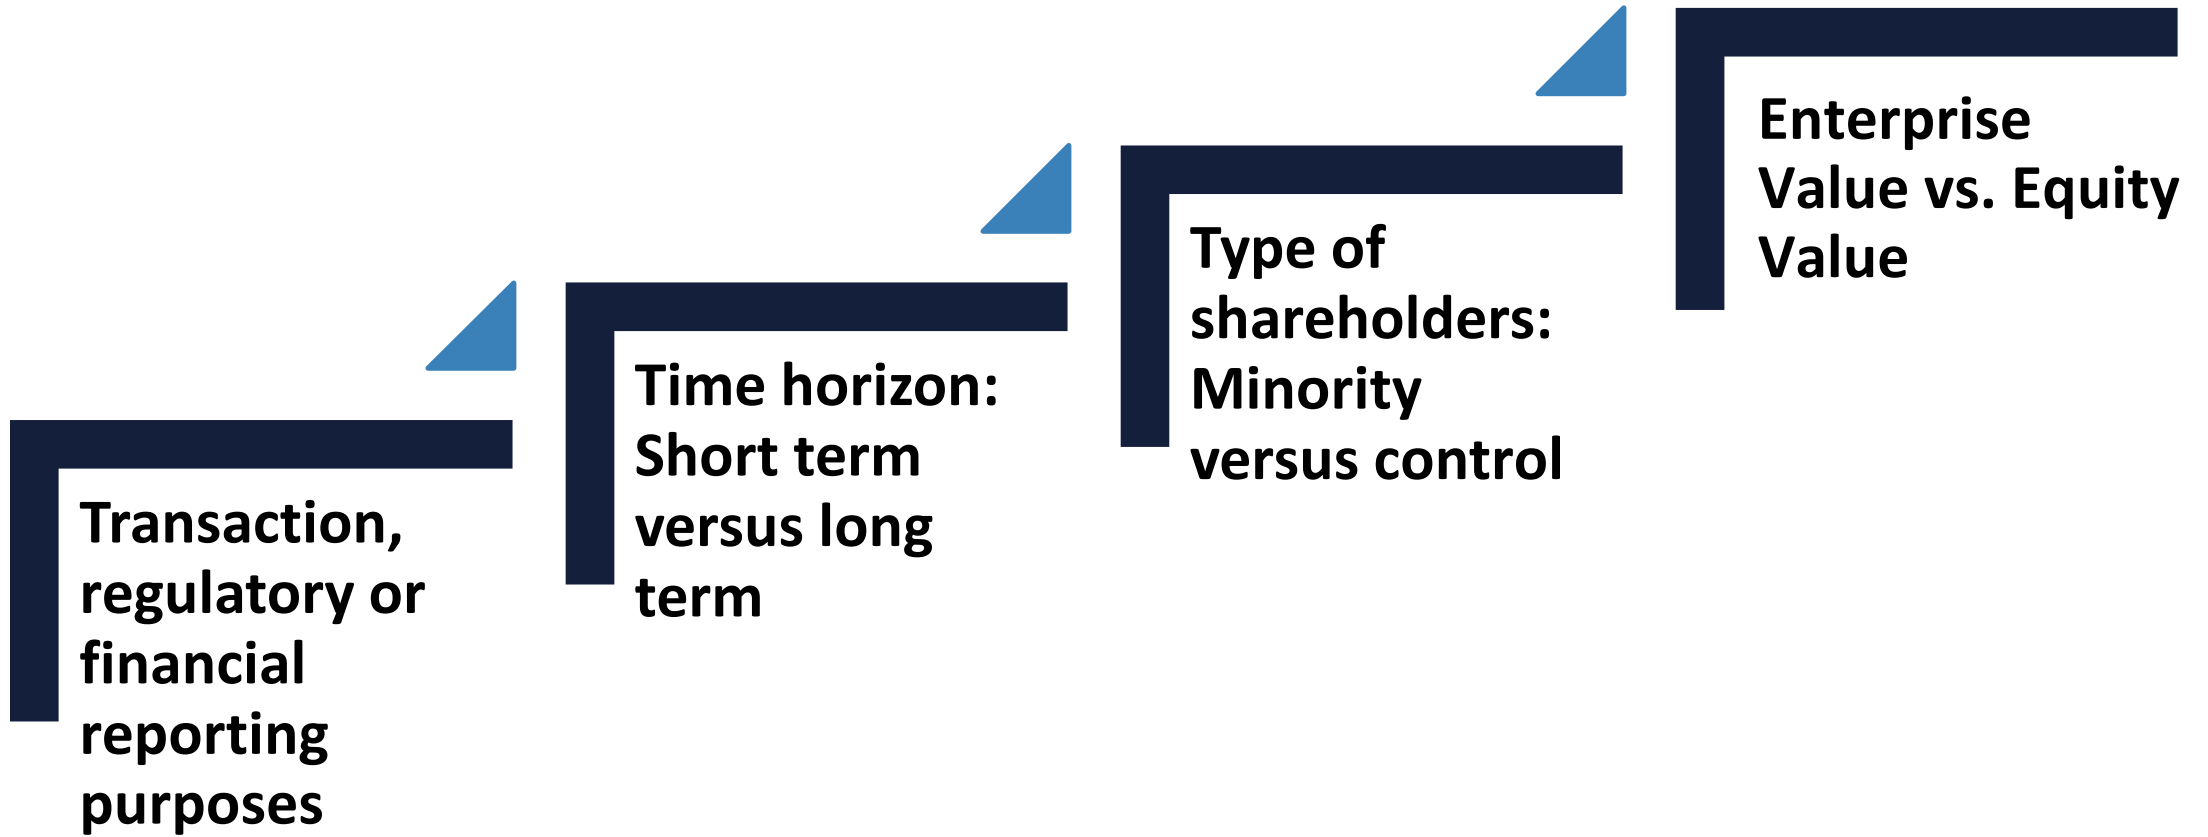 Transaction,
regulatory or
financial
reporting
purposes
Time horizon:
Short term
versus long
term
Type of
shareholders:
Minority
versus control
Enterprise
Value vs. Equity
Value